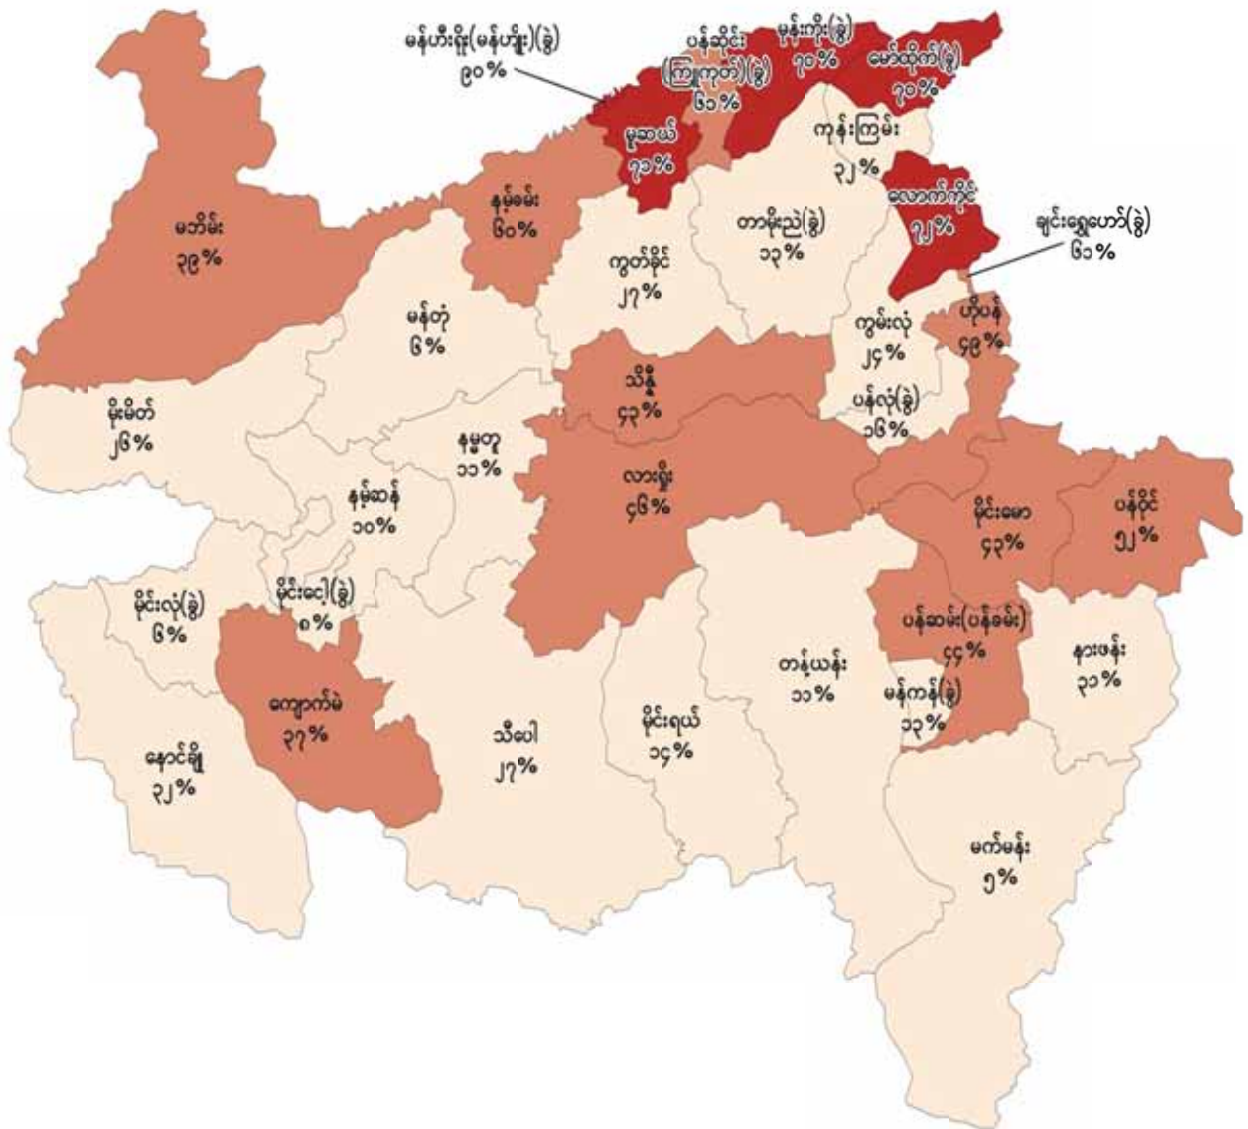 မန်ဟီးရိုး(မန်ဟျိုး)(ခွဲ)
၉၀%
ပန်ဆိုင်း
(ကြူကုတ်)(ခွဲ)
၆၁%
မုန်းကိုး(ခွဲ)
၇၀%
မော်ထိုက်(ခွဲ)
၇၁%
မူဆယ်
၇၁%
ကုန်းကြမ်း
၃၂%
လောက်ကိုင်
၇၂%
ချင်းရွှေဟော်(ခွဲ)
၆၁%
မဘိမ်း
၃၉%
နမ့်ခမ်း
၆၀%
တာမိုးညဲ(ခွဲ)
၁၃%
ကွတ်ခိုင်
၂၇%
မန်တုံ
၆%
ကွမ်းလုံ
၂၄%
ဟိုပန်
၄၉%
သိန္နီ
၄၃%
ပန်လုံ(ခွဲ)
၁၆%
မိုးမိတ်
၂၆%
နမ္မတူ
၁၁%
နမ့်ဆန်
၁၀%
လားရှိုး
၄၆%
မိုင်းမော
၄၃%
ပန်ဝိုင်
၅၂%
မိုင်းလုံ(ခွဲ)
၆%
မိုင်းငေါ့(ခွဲ)
၈%
ပန်ဆမ်း(ပန်ခမ်း)
၄၄%
နားဖန်း
၃၁%
တန့်ယန်း
၁၁%
မန်ကန်(ခွဲ)
၁၃%
ကျောက်မဲ
၃၇%
သီပေါ
၂၇%
မိုင်းရယ်
၁၄%
နောင်ချို
၃၂%
မက်မန်း
၅%